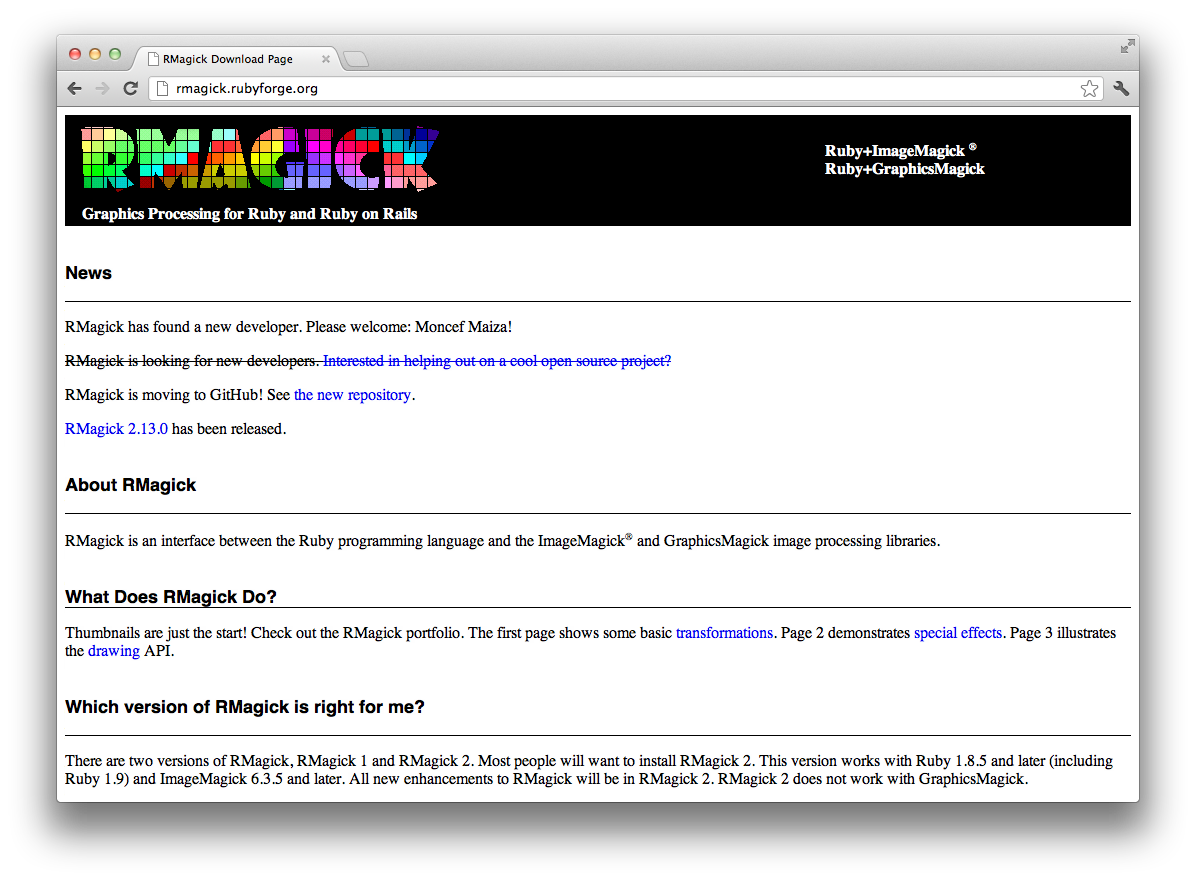 RMagick Download Page
rmagick.rubyforge.org
RMAGICK
Ruby+ImageMagick ®
Ruby+GraphicsMagick
Graphics Processing for Ruby and Ruby on Rails
News
RMagick has found a new developer. Please welcome: Moncef Maiza!
RMagick is looking for new developers. Interested in helping out on a cool open source project?
RMagick is moving to GitHub! See the new repository.
RMagick 2.13.0 has been released.
About RMagick
RMagick is an interface between the Ruby programming language and the ImageMagick® and GraphicsMagick image processing libraries.
What Does RMagick Do?
Thumbnails are just the start! Check out the RMagick portfolio. The first page shows some basic transformations. Page 2 demonstrates special effects. Page 3 illustrates
the drawing API.
Which version of RMagick is right for me?
There are two versions of RMagick, RMagick 1 and RMagick 2. Most people will want to install RMagick 2. This version works with Ruby 1.8.5 and later (including
Ruby 1.9) and ImageMagick 6.3.5 and later. All new enhancements to RMagick will be in RMagick 2. RMagick 2 does not work with GraphicsMagick.